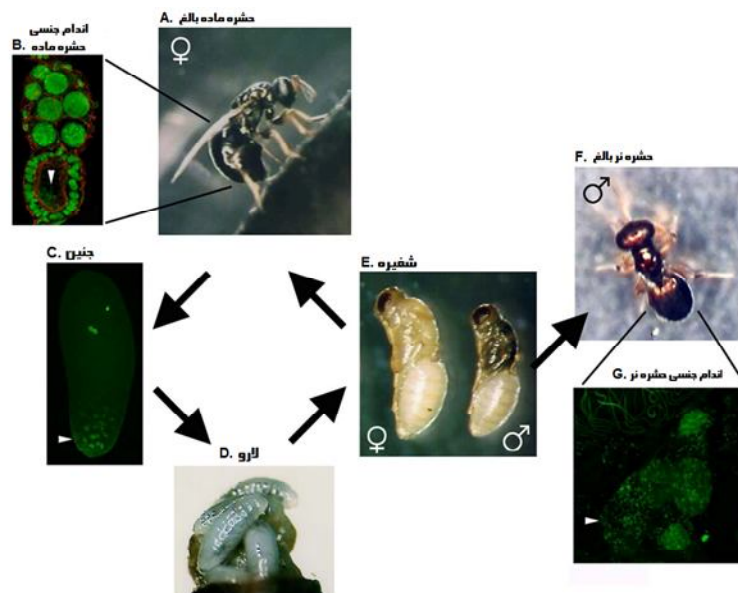 A. حشره ماده بالغ
B. اندام جنسی
حشره ماده
♀
F. حشره نر بالغ
♂
C. جنین
E. شفیره
♀
♂
G. اندام جنسی حشره نر
D. لارو